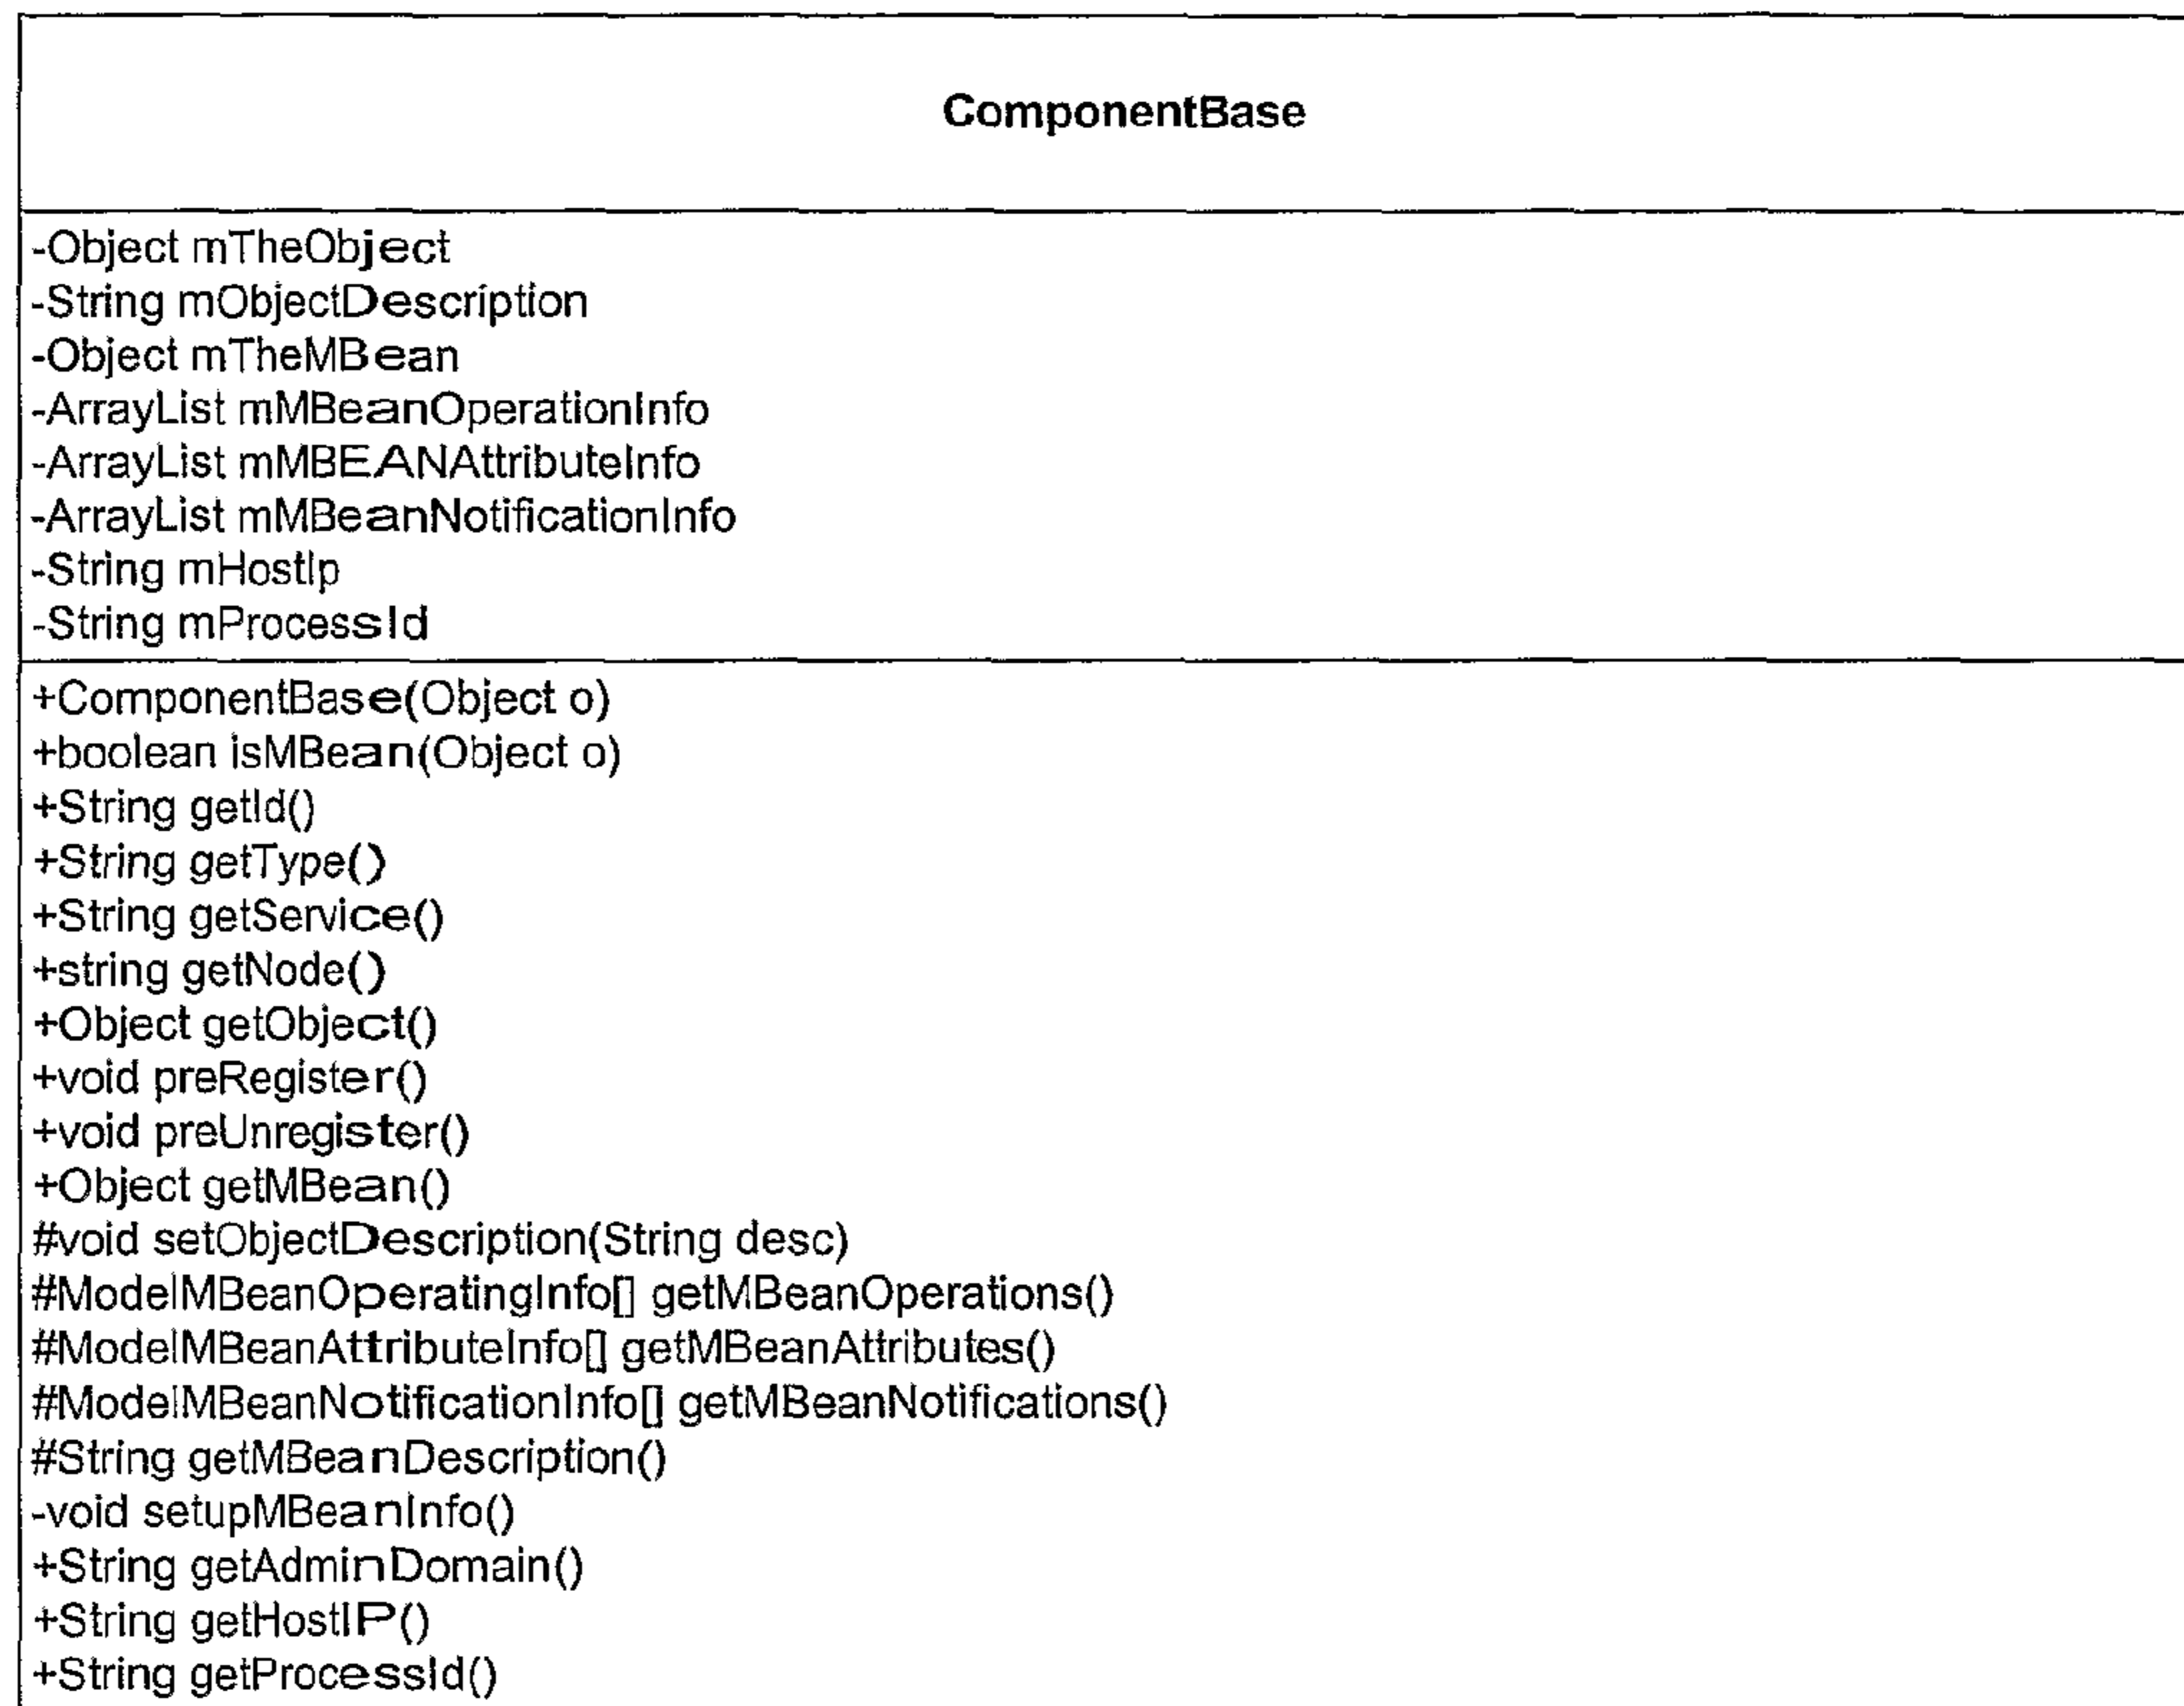 ComponentBase
-Object mTheObject
-String mObjectDescription
-Object mTheMBean
-ArrayList mMBeanOperationInfo
-ArrayList mMBEANAttributeInfo
-ArrayList mMBeanNotificationInfo
-String mHostIp
-String mProcessId
+ComponentBase(Object o)
+boolean isMBean(Object o)
+String getId()
+String getType()
+String getService()
+string getNode()
+Object getObject()
+void preRegister()
+void preUnregister()
+Object getMBean()
#void setObjectDescription(String desc)
#ModelMBeanOperatingInfo[] getMBeanOperations()
#ModelMBeanAttributeInfo[] getMBeanAttributes()
#ModelMBeanNotificationInfo[] getMBeanNotifications()
#String getMBeanDescription()
-void setupMBeanInfo()
+String getAdminDomain()
+String getHostIP()
+String getProcessId()